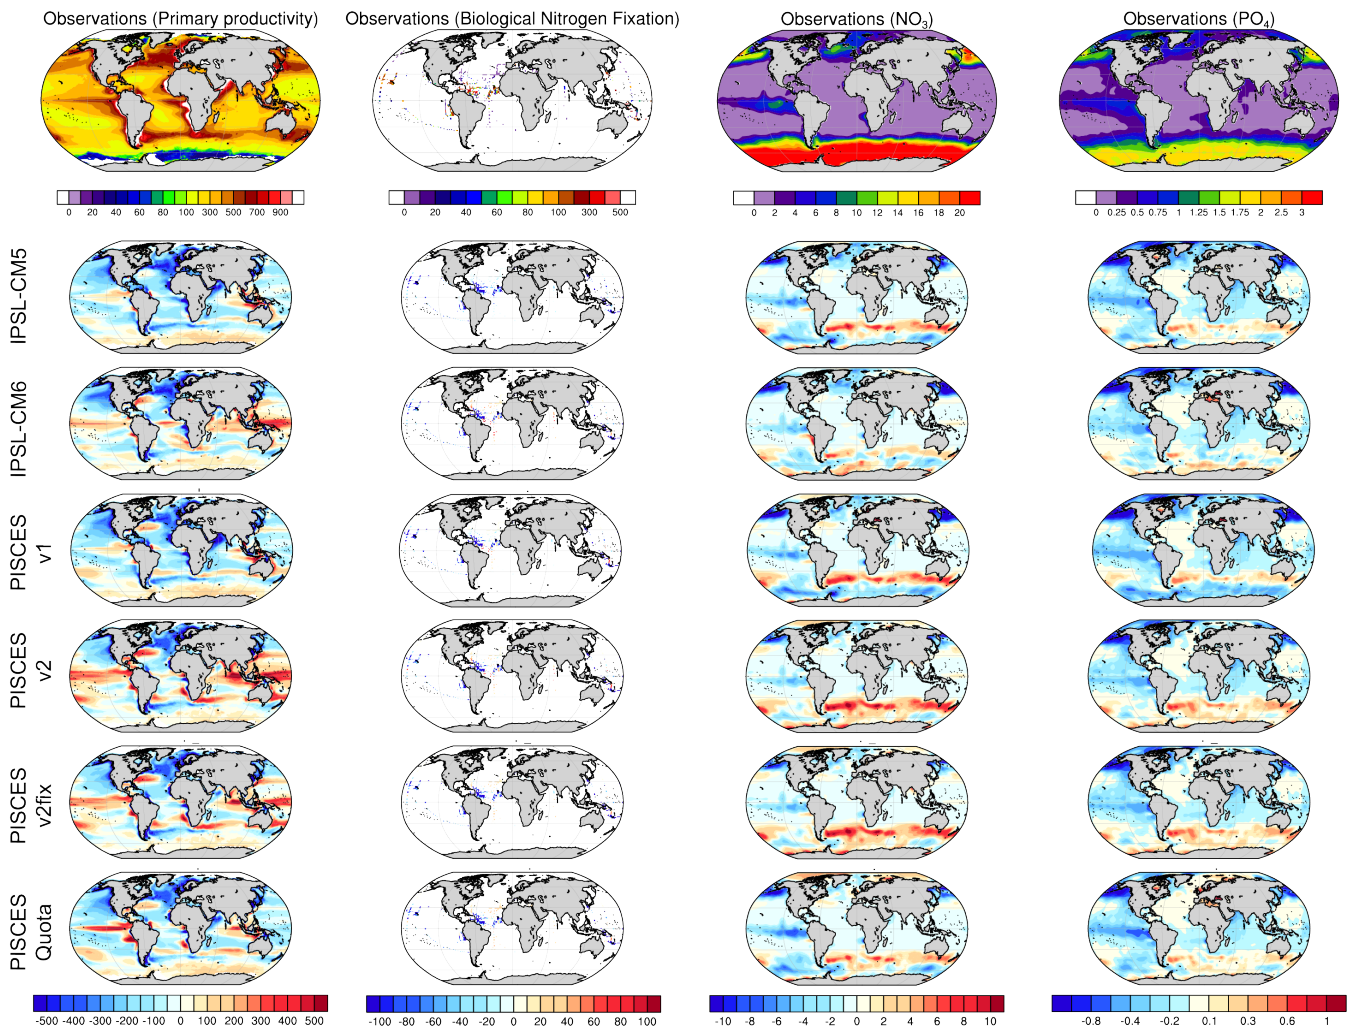 Observations (Primary productivity)
Observations (Biological Nitrogen Fixation)
Observations (NO3)
Observations (PO4)
0 20 40 60 80 100 300 500 700 900
0 20 40 60 80 100 300 500
0 2 4 6 8 10 12 14 16 18 20
0 0.25 0.5 0.75 1 1.25 1.5 1.75 2 2.5 3
IPSL-CM5
IPSL-CM6
PISCES
v1
PISCES
v2
PISCES
v2fix
PISCES
Quota
-500 -400 -300 -200 -100 0 100 200 300 400 500
-100 -80 -60 -40 -20 0 20 40 60 80 100
-10 -8 -6 -4 -2 0 2 4 6 8 10
-0.8 -0.4 -0.2 0.1 0.3 0.6 1